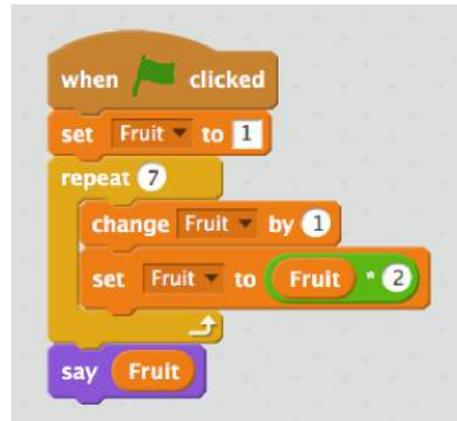 when clicked
set Fruit to 1
repeat 7
change Fruit by 1
set Fruit to Fruit * 2
say Fruit